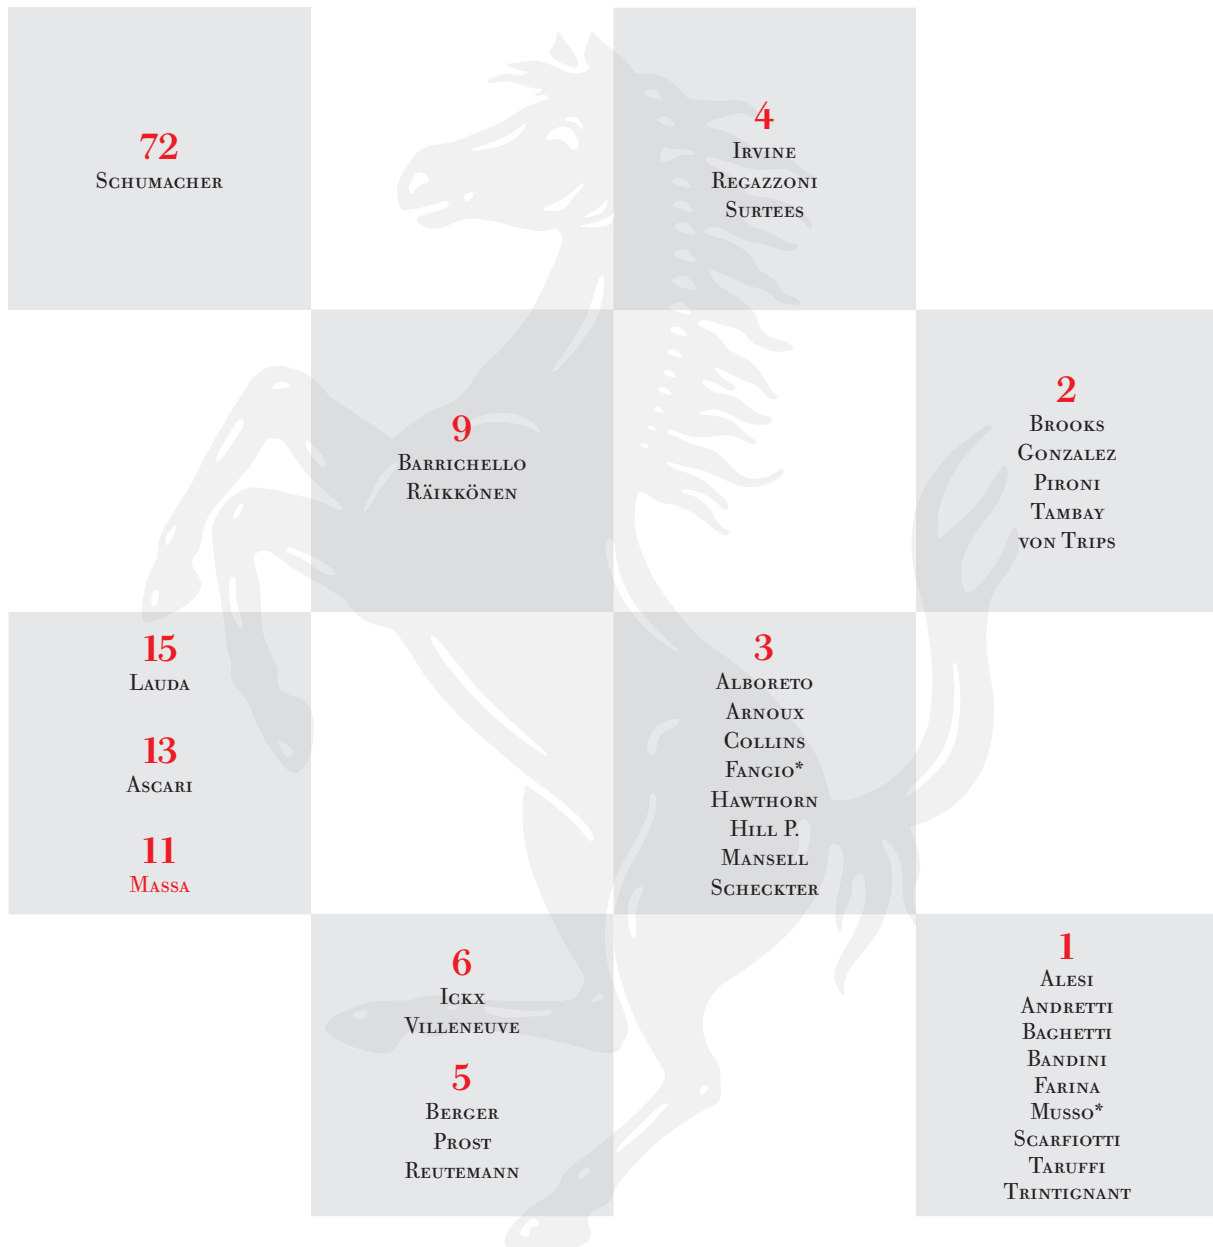 72
Schumacher
4
Irvine
Regazzoni
Surtees
9
Barrichello
Räikkönen
2
Brooks
Gonzalez
Pironi
Tambay
von Trips
15
Lauda
13
Ascari
11
Massa
3
Alboreto
Arnoux
Collins
Fangio*
Hawthorn
Hill P.
Mansell
Scheckter
6
Ickx
Villeneuve
5
Berger
Prost
Reutemann
1
Alesi
Andretti
Baghetti
Bandini
Farina
Musso*
Scarfiotti
Taruffi
Trintignant